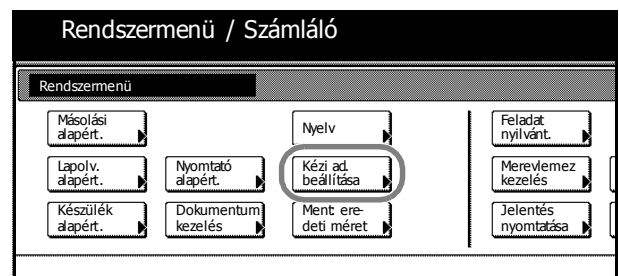 Rendszermenü / Számláló
Rendszermenü
Másolási
alapért.
Nyelv
Feladat
nyilvánt.
Lapolv.
alapért.
Nyomtató
alapért.
Kézi ad.
beállítása
Merevlemez
kezelés
Készülék
alapért.
Dokumentum
kezelés
Ment: ere-
deti méret
Jelentés
nyomtatása